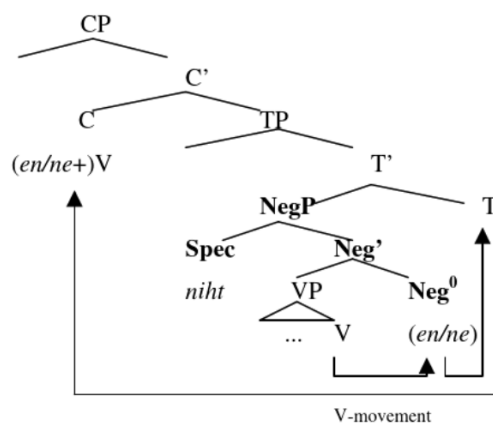 CP
C’
C TP
(en/ne+)V T’
NegP T
Spec Neg’
niht VP Neg⁰
... V (en/ne)
V-movement